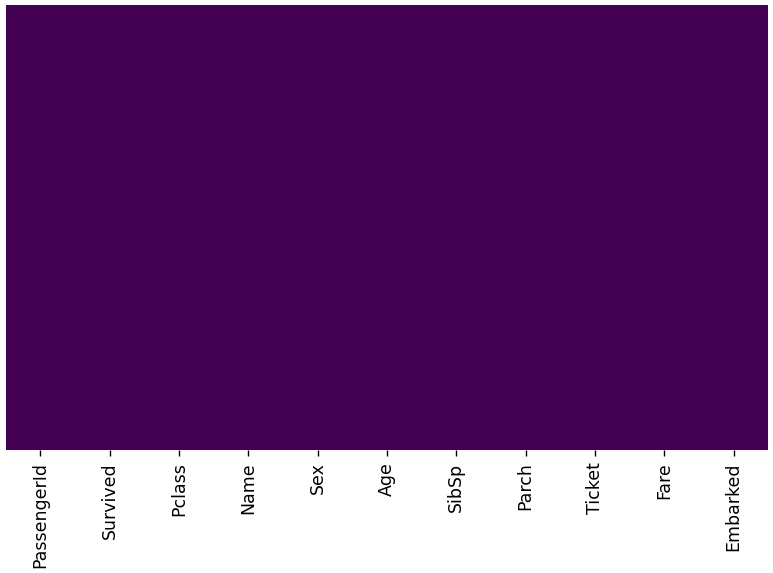 PassengerId
Survived
Pclass
Name
Sex
Age
SibSp
Parch
Ticket
Fare
Embarked